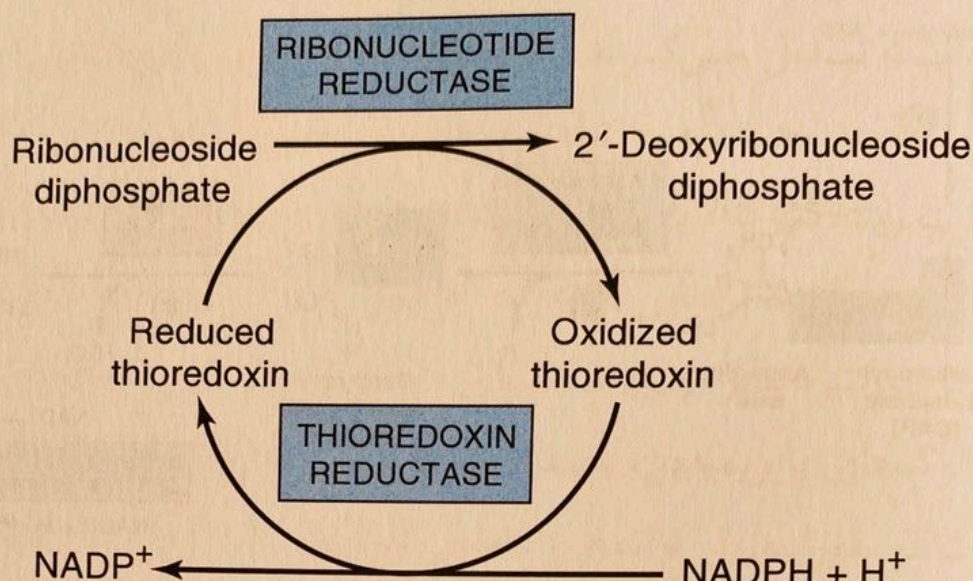 RIBONUCLEOTIDE
REDUCTASE
Ribonucleoside
diphosphate
2′-Deoxyribonucleoside
diphosphate
Reduced
thioredoxin
Oxidized
thioredoxin
THIOREDOXIN
REDUCTASE
NADP⁺
NADPH + H⁺